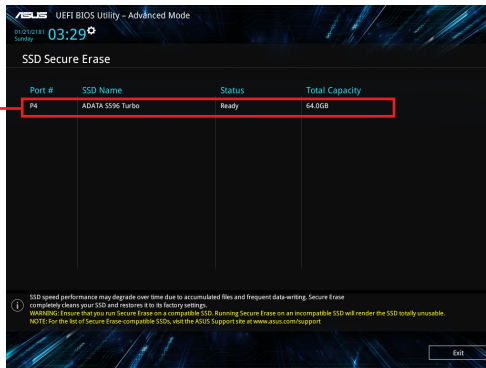 ASUS UEFI BIOS Utility – Advanced Mode
01/21/2181 03:29
Sunday
SSD Secure Erase
Port # SSD Name Status Total Capacity
P4 ADATA S596 Turbo Ready 64.0GB
SSD speed performance may degrade over time due to accumulated files and frequent data-writing. Secure Erase
completely cleans your SSD and restores it to its factory settings.
WARNING: Ensure that you run Secure Erase on a compatible SSD. Running Secure Erase on an incompatible SSD will render the SSD totally unusable.
NOTE: For the list of Secure Erase-compatible SSDs, visit the ASUS Support site at www.asus.com/support
Exit